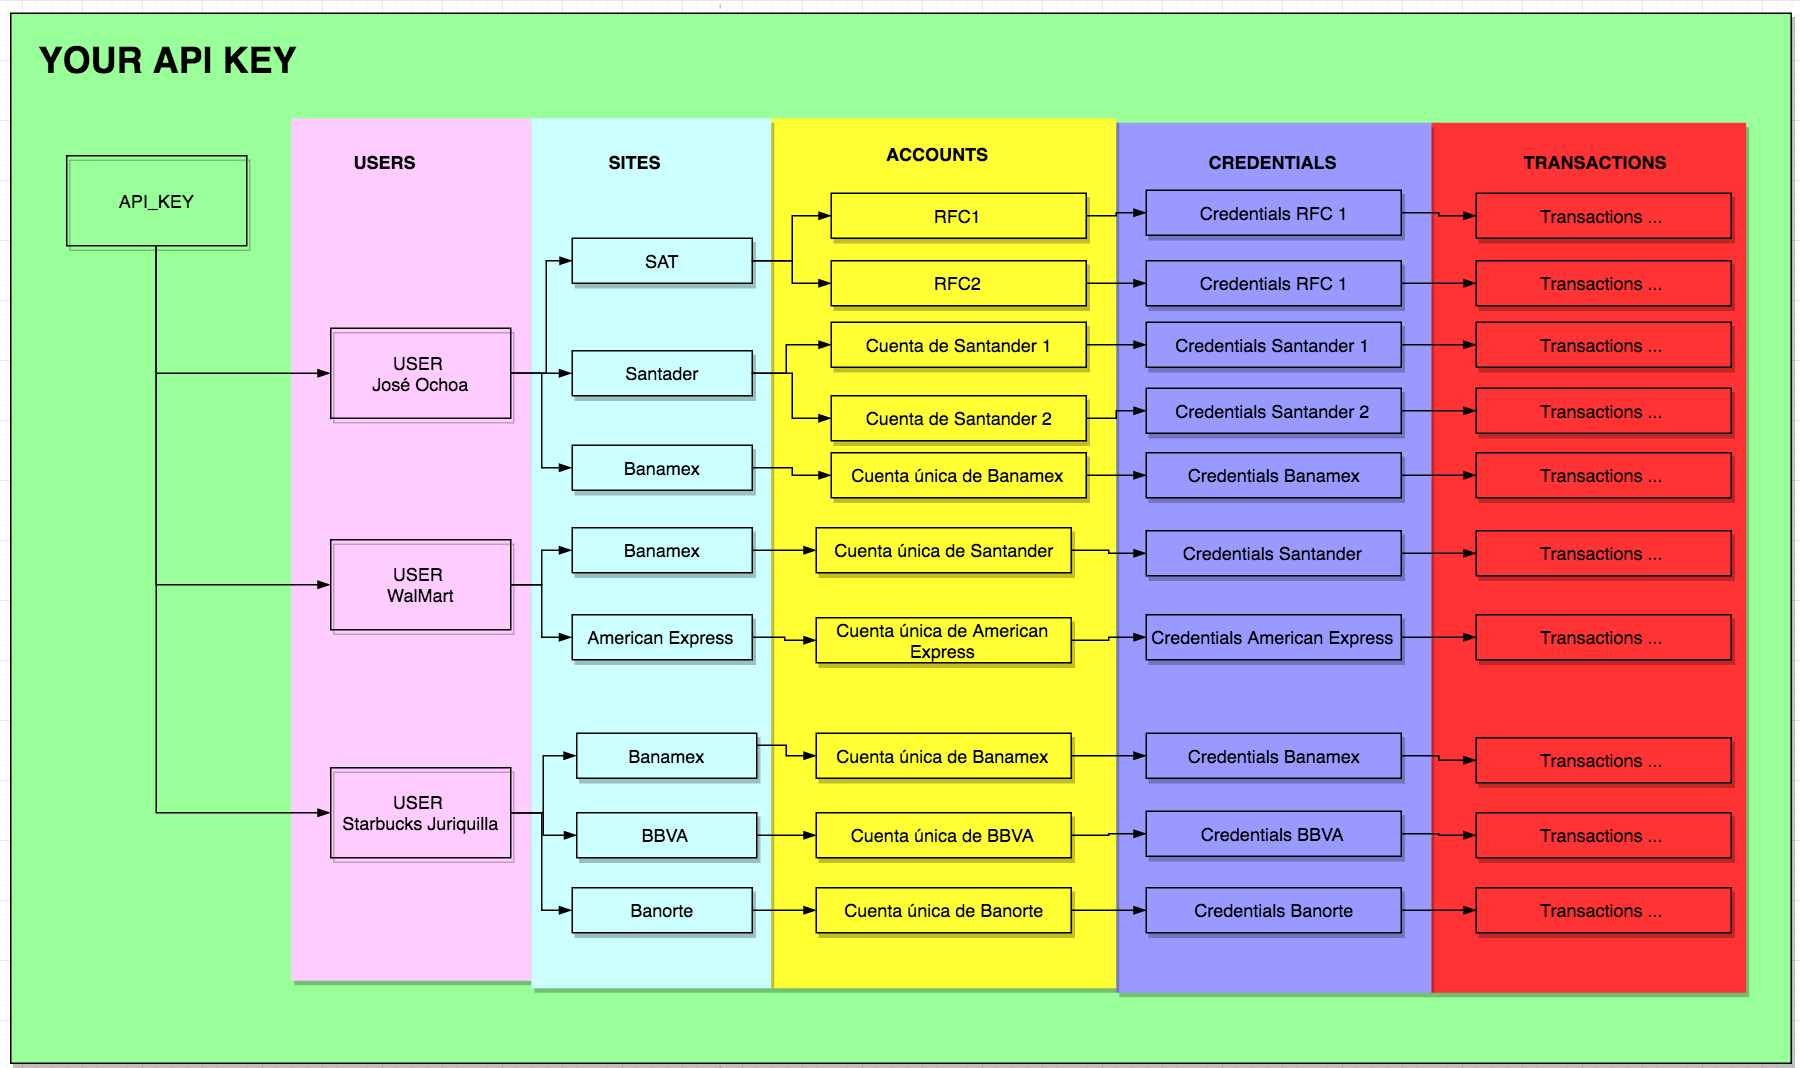 YOUR API KEY
API_KEY
USERS
SITES
ACCOUNTS
CREDENTIALS
TRANSACTIONS
USER
José Ochoa
SAT
RFC1
Credentials RFC 1
Transactions ...
RFC2
Credentials RFC 1
Transactions ...
Santader
Cuenta de Santander 1
Credentials Santander 1
Transactions ...
Cuenta de Santander 2
Credentials Santander 2
Transactions ...
Banamex
Cuenta única de Banamex
Credentials Banamex
Transactions ...
USER
WalMart
Banamex
Cuenta única de Santander
Credentials Santander
Transactions ...
American Express
Cuenta única de American
Express
Credentials American Express
Transactions ...
USER
Starbucks Juriquilla
Banamex
Cuenta única de Banamex
Credentials Banamex
Transactions ...
BBVA
Cuenta única de BBVA
Credentials BBVA
Transactions ...
Banorte
Cuenta única de Banorte
Credentials Banorte
Transactions ...